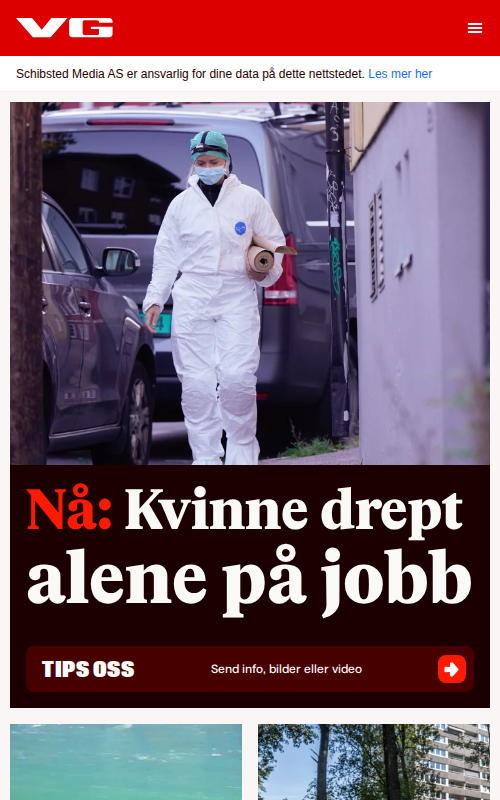 VG
Schibsted Media AS er ansvarlig for dine data på dette nettstedet. Les mer her
Nå: Kvinne drept
alene på jobb
TIPS OSS
Send info, bilder eller video